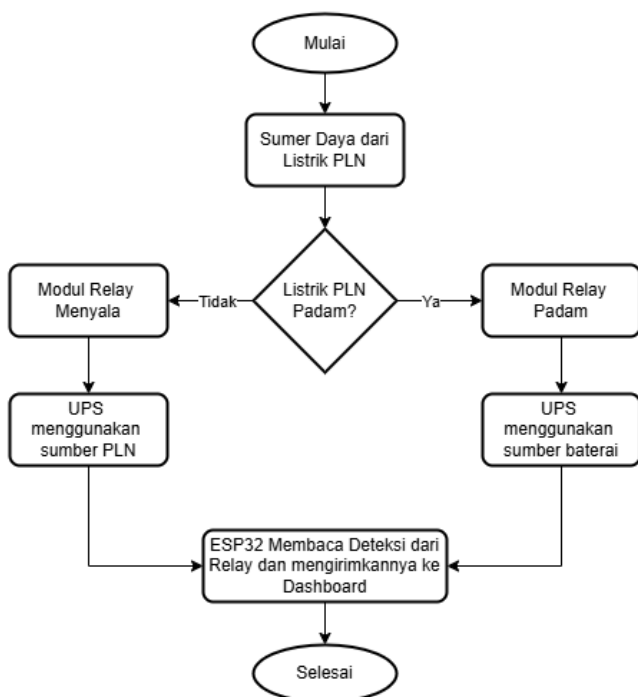 Mulai
Sumer Daya dari
Listrik PLN
Listrik PLN
Padam?
Tidak
Ya
Modul Relay
Menyala
Modul Relay
Padam
UPS
menggunakan
sumber PLN
UPS
menggunakan
sumber baterai
ESP32 Membaca Deteksi dari
Relay dan mengirimkannya ke
Dashboard
Selesai